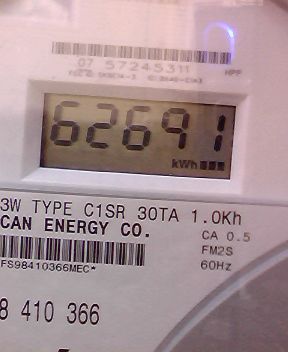 07 57245311 HPF
62691
kWh
3W TYPE C1SR 30TA 1.0Kh
CAN ENERGY CO. CA 0.5
FM2S
FS98410366MEC* 60Hz
8 410 366